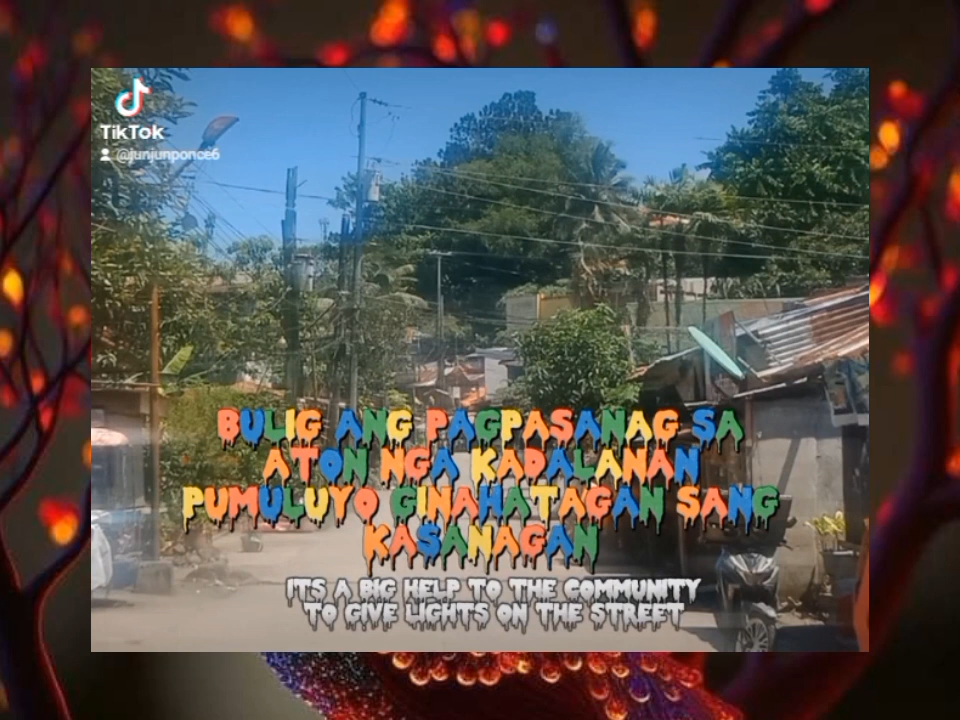 TikTok
@junjunponce6
BULIG ANG PAGPASANAG SA
ATON NGA KADALANAN
PUMULUYO GINAHATAGAN SANG
KASANAGAN
ITS A BIG HELP TO THE COMMUNITY
TO GIVE LIGHTS ON THE STREET